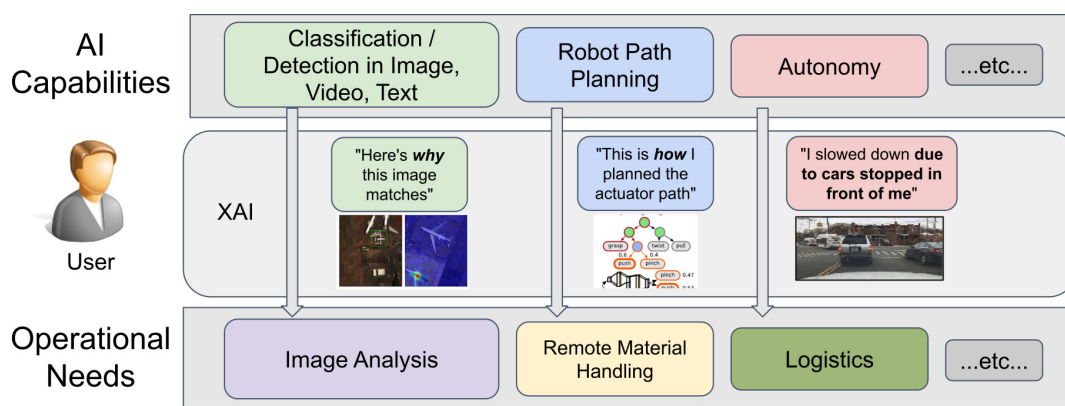 AI
Capabilities
Classification /
Detection in Image,
Video, Text
Robot Path
Planning
Autonomy
...etc...
User
XAI
"Here's why
this image
matches"
"This is how I
planned the
actuator path"
grasp
twist
pull
0.6
0.4
push
pinch
pinch
0.47
push
"I slowed down due
to cars stopped in
front of me"
Operational
Needs
Image Analysis
Remote Material
Handling
Logistics
...etc...